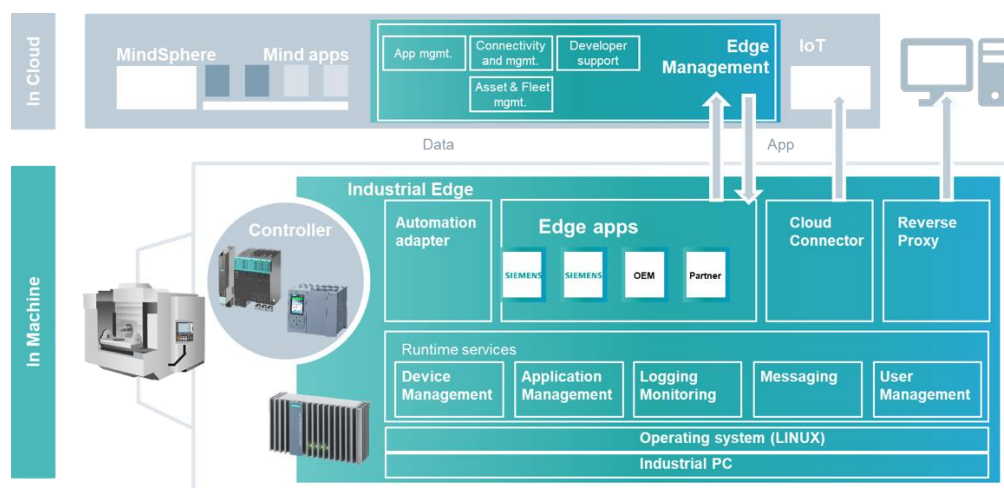 In Cloud
MindSphere
Mind apps
App mgmt.
Connectivity
and mgmt.
Developer
support
Asset & Fleet
mgmt.
Edge
Management
IoT
Data
App
In Machine
Industrial Edge
Controller
Automation
adapter
Edge apps
SIEMENS
SIEMENS
OEM
Partner
Cloud
Connector
Reverse
Proxy
Runtime services
Device
Management
Application
Management
Logging
Monitoring
Messaging
User
Management
Operating system (LINUX)
Industrial PC